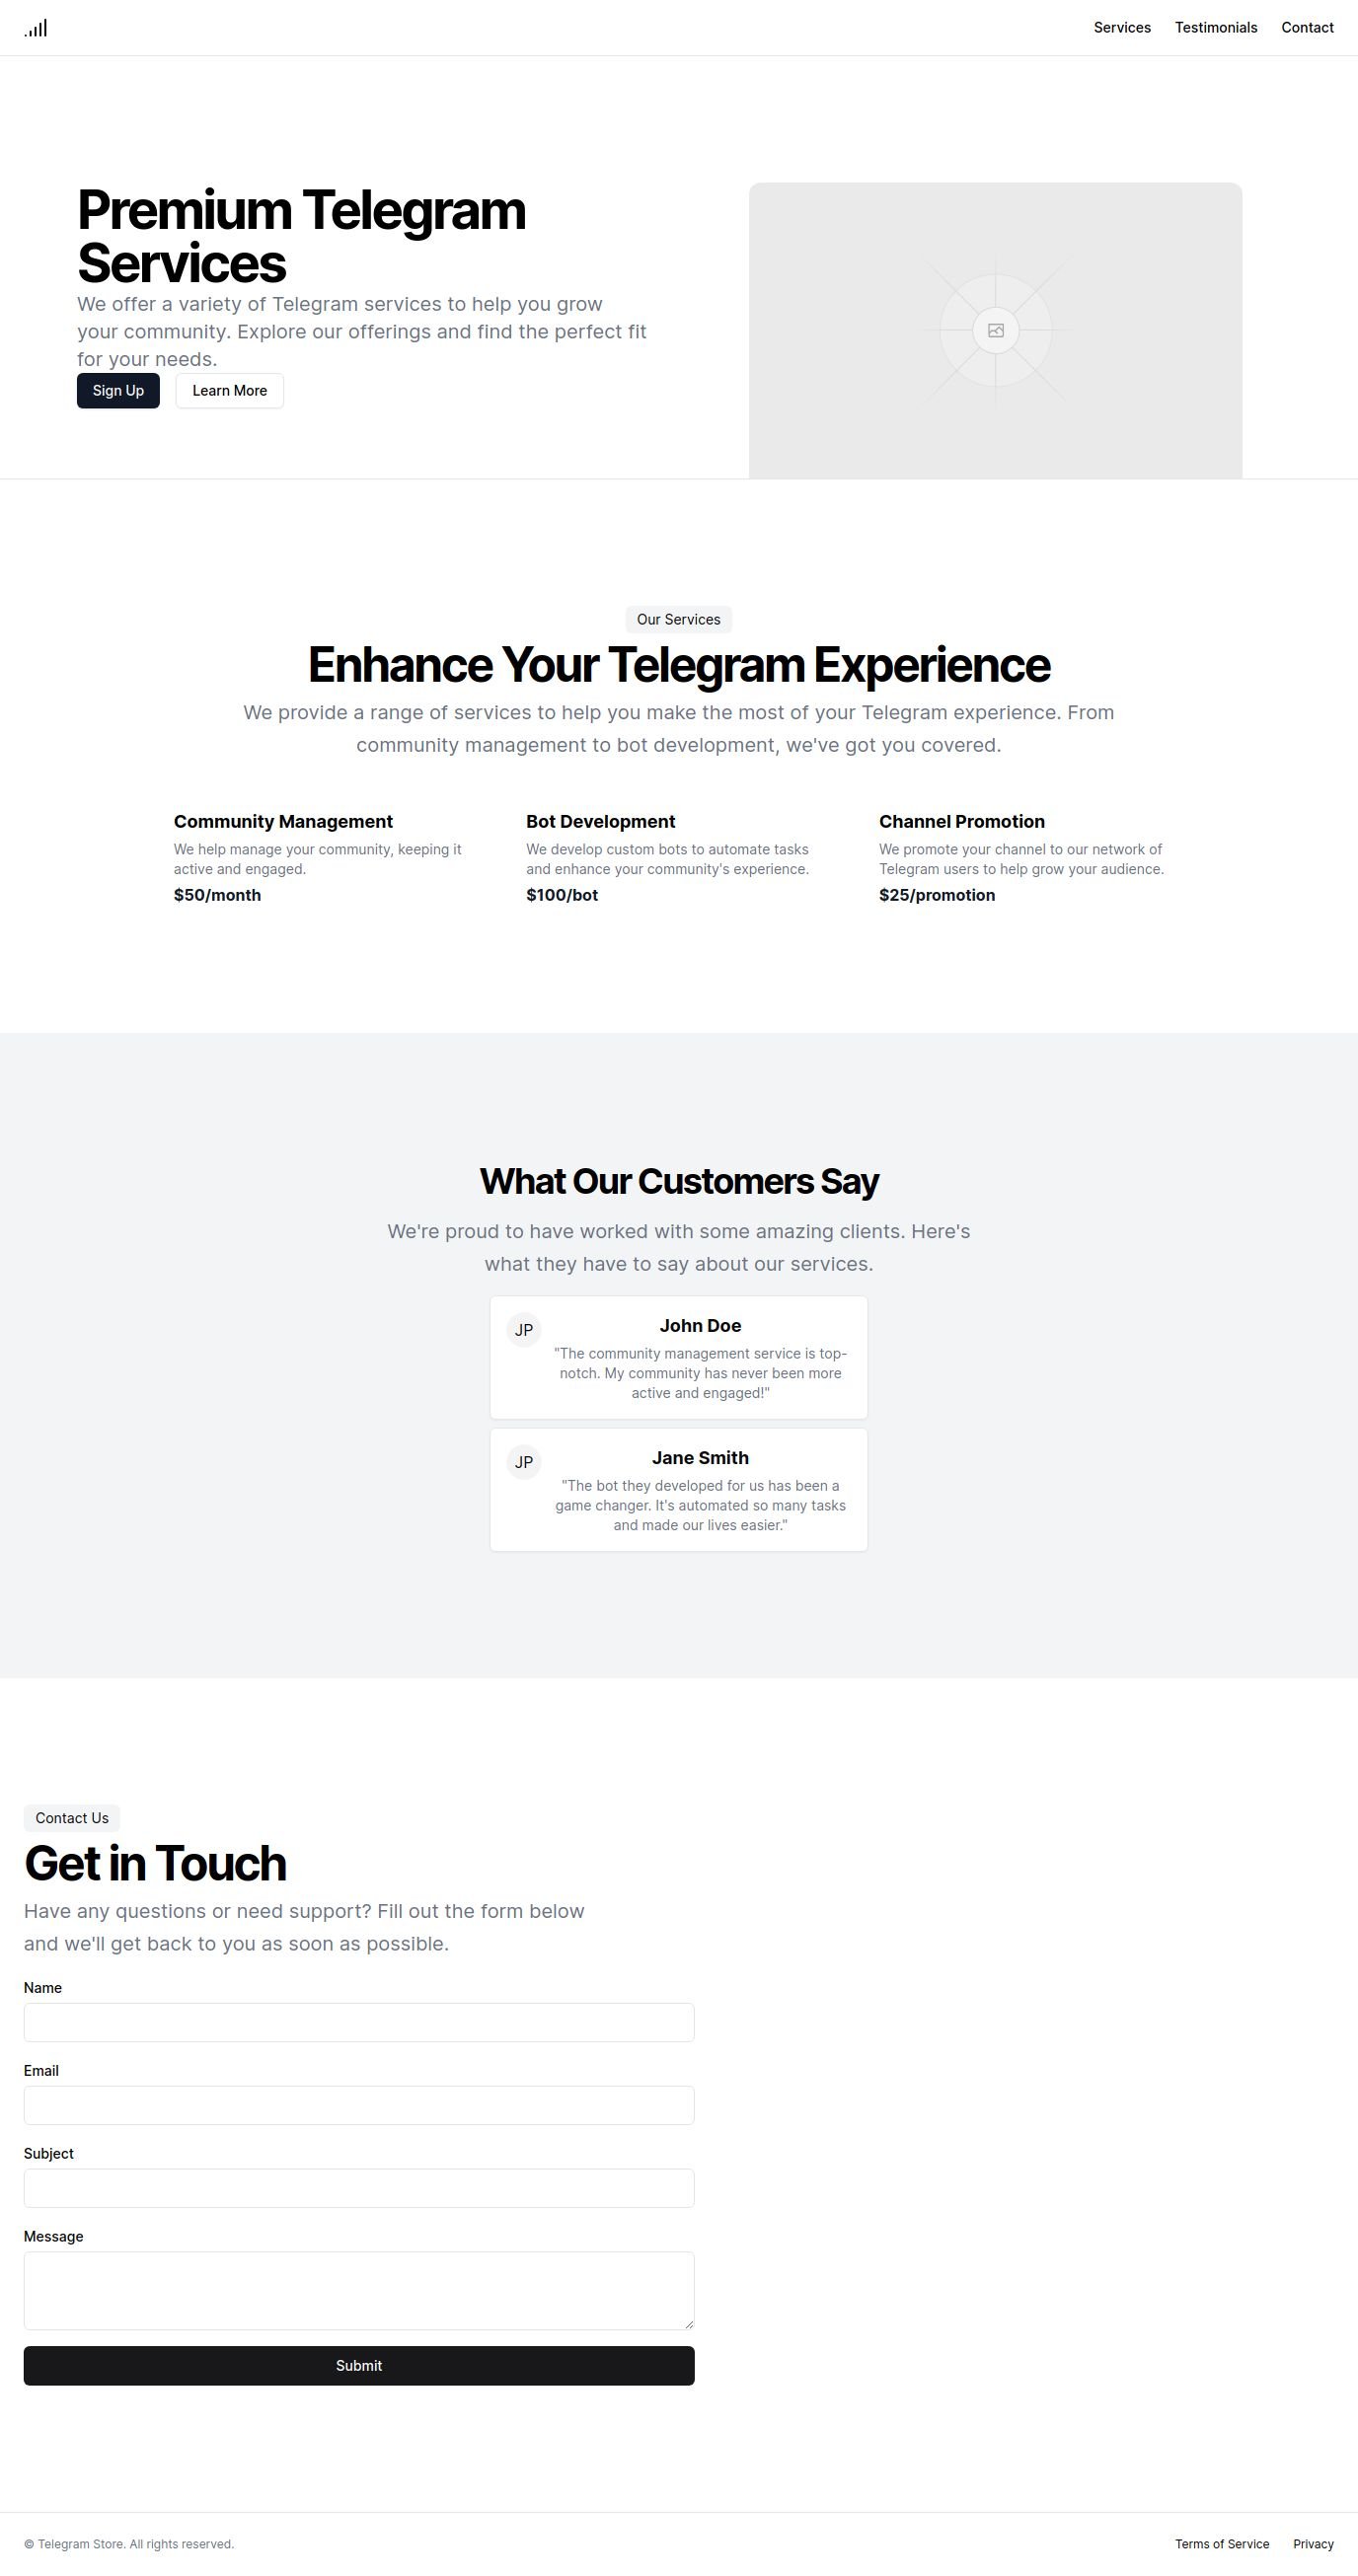 Services Testimonials Contact
Premium Telegram
Services
We offer a variety of Telegram services to help you grow
your community. Explore our offerings and find the perfect fit
for your needs.
Sign Up Learn More
Our Services
Enhance Your Telegram Experience
We provide a range of services to help you make the most of your Telegram experience. From
community management to bot development, we've got you covered.
Community Management
We help manage your community, keeping it
active and engaged.
$50/month
Bot Development
We develop custom bots to automate tasks
and enhance your community's experience.
$100/bot
Channel Promotion
We promote your channel to our network of
Telegram users to help grow your audience.
$25/promotion
What Our Customers Say
We're proud to have worked with some amazing clients. Here's
what they have to say about our services.
JP
John Doe
"The community management service is top-
notch. My community has never been more
active and engaged!"
JP
Jane Smith
"The bot they developed for us has been a
game changer. It's automated so many tasks
and made our lives easier."
Contact Us
Get in Touch
Have any questions or need support? Fill out the form below
and we'll get back to you as soon as possible.
Name
Email
Subject
Message
Submit
© Telegram Store. All rights reserved.
Terms of Service Privacy